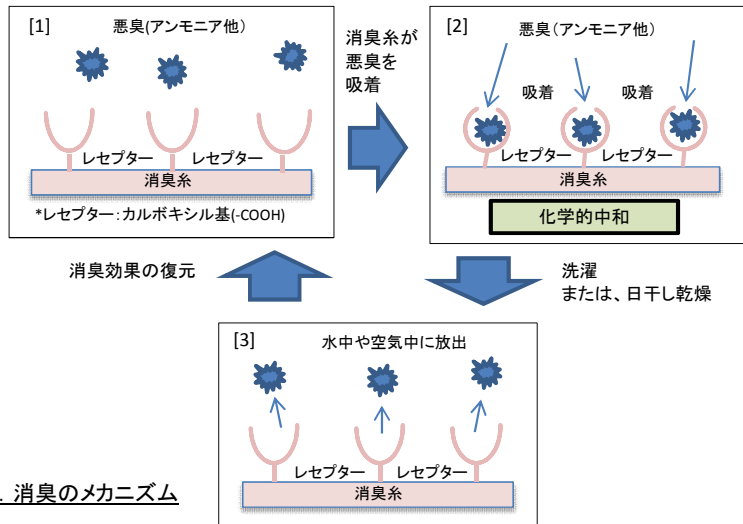 [1]
悪臭(アンモニア他)
レセプター
レセプター
消臭糸
*レセプター:カルボキシル基(-COOH)
消臭糸が
悪臭を
吸着
[2]
悪臭(アンモニア他)
吸着
吸着
レセプター
レセプター
消臭糸
化学的中和
消臭効果の復元
洗濯
または、日干し乾燥
[3]
水中や空気中に放出
レセプター
レセプター
消臭糸
. 消臭のメカニズム